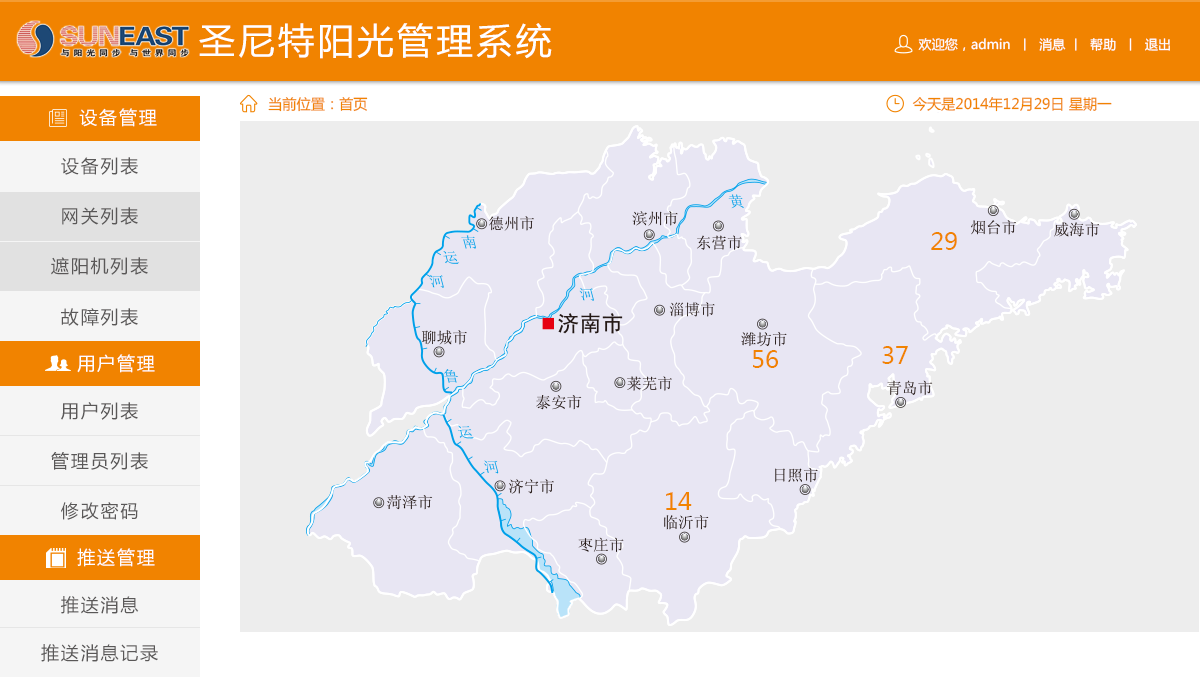 SUNEAST
与阳光同步 与世界同步
圣尼特阳光管理系统
欢迎您，admin | 消息 | 帮助 | 退出
当前位置：首页
今天是2014年12月29日 星期一
设备管理
设备列表
网关列表
遮阳机列表
故障列表
用户管理
用户列表
管理员列表
修改密码
推送管理
推送消息
推送消息记录
德州市
滨州市
黄
东营市
烟台市
威海市
29
南
运
河
河
淄博市
济南市
聊城市
潍坊市
56
37
鲁
莱芜市
泰安市
青岛市
运
河
济宁市
日照市
菏泽市
14
临沂市
枣庄市